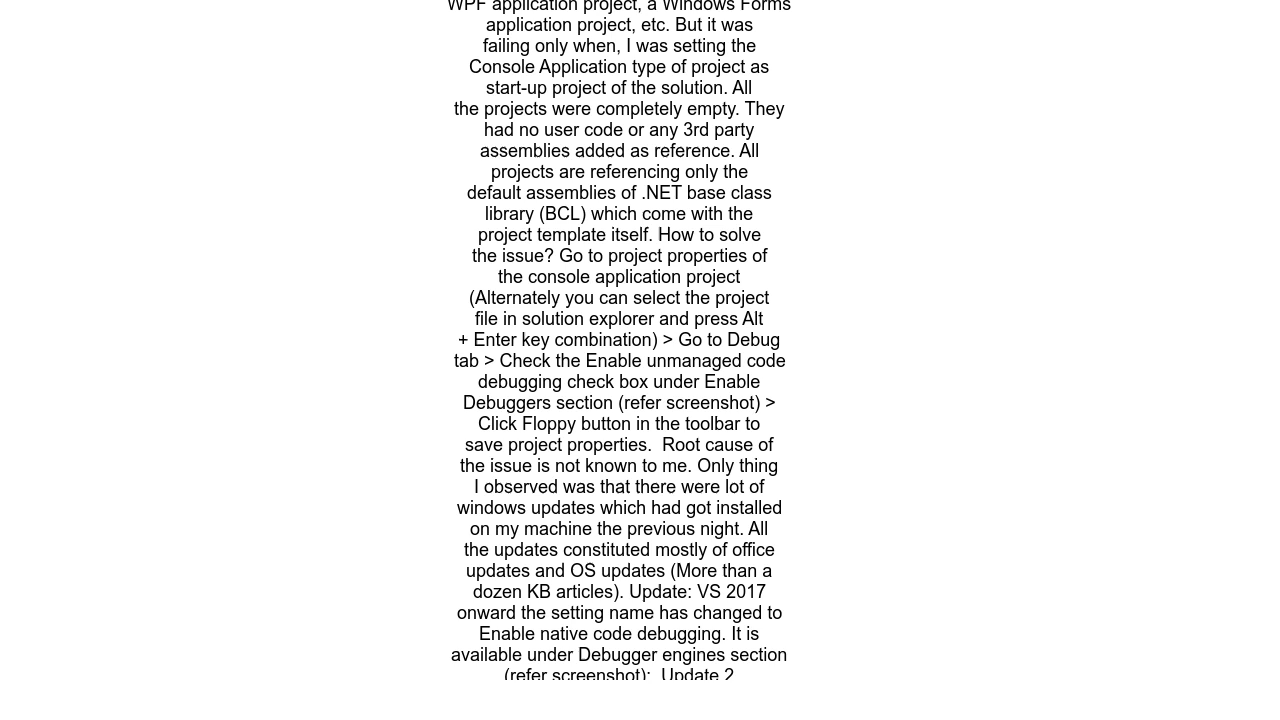 WPF application project, a Windows Forms
application project, etc. But it was
failing only when, I was setting the
Console Application type of project as
start-up project of the solution. All
the projects were completely empty. They
had no user code or any 3rd party
assemblies added as reference. All
projects are referencing only the
default assemblies of .NET base class
library (BCL) which come with the
project template itself. How to solve
the issue? Go to project properties of
the console application project
(Alternately you can select the project
file in solution explorer and press Alt
+ Enter key combination) > Go to Debug
tab > Check the Enable unmanaged code
debugging check box under Enable
Debuggers section (refer screenshot) >
Click Floppy button in the toolbar to
save project properties.  Root cause of
the issue is not known to me. Only thing
I observed was that there were lot of
windows updates which had got installed
on my machine the previous night. All
the updates constituted mostly of office
updates and OS updates (More than a
dozen KB articles). Update: VS 2017
onward the setting name has changed to
Enable native code debugging. It is
available under Debugger engines section
(refer screenshot):  Update 2